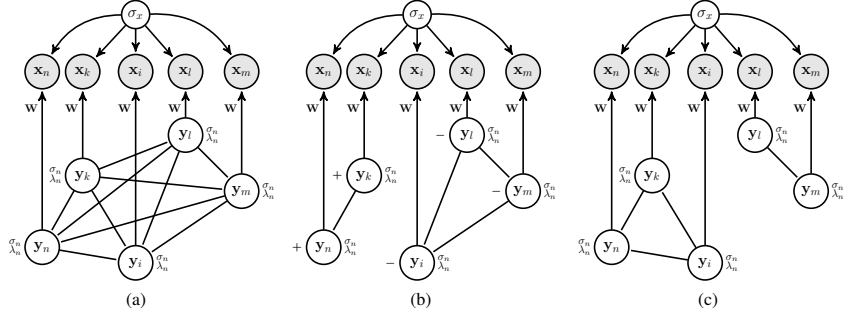 σₓ σₓ σₓ
𝐱ₙ 𝐱ₖ 𝐱ᵢ 𝐱ₗ 𝐱ₘ 𝐱ₙ 𝐱ₖ 𝐱ᵢ 𝐱ₗ 𝐱ₘ 𝐱ₙ 𝐱ₖ 𝐱ᵢ 𝐱ₗ 𝐱ₘ
W W W W W W W W W W W W W W W
𝐲ₗ σₙ λₙ − 𝐲ₗ σₙ λₙ 𝐲ₗ σₙ λₙ
σₙ λₙ 𝐲ₖ + 𝐲ₖ σₙ λₙ 𝐲ₖ σₙ λₙ
𝐲ₘ σₙ λₙ − 𝐲ₘ σₙ λₙ 𝐲ₘ σₙ λₙ
σₙ λₙ 𝐲ₙ + 𝐲ₙ σₙ λₙ σₙ λₙ 𝐲ₙ
𝐲ᵢ σₙ λₙ − 𝐲ᵢ σₙ λₙ 𝐲ᵢ σₙ λₙ
(a) (b) (c)